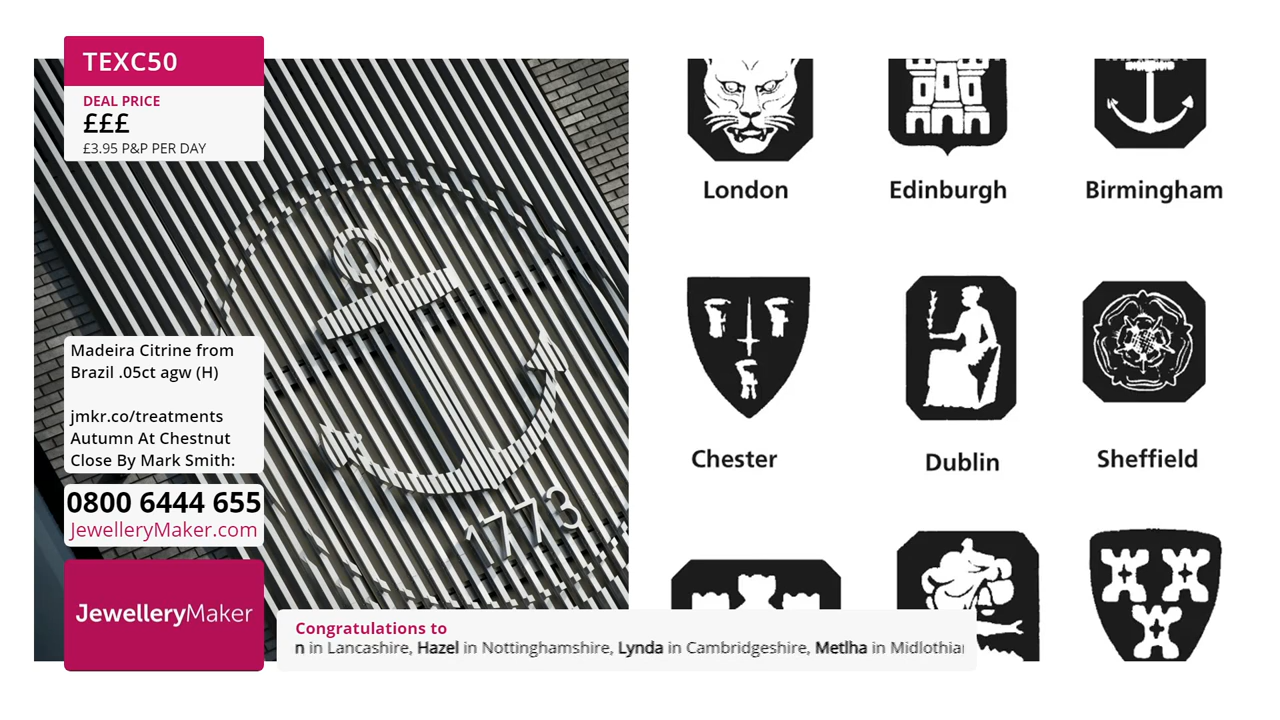 TEXC50
DEAL PRICE
£££
£3.95 P&P PER DAY
London
Edinburgh
Birmingham
Madeira Citrine from
Brazil .05ct agw (H)
jmkr.co/treatments
Autumn At Chestnut
Close By Mark Smith:
Chester
Dublin
Sheffield
0800 6444 655
JewelleryMaker.com
1773
JewelleryMaker
Congratulations to
n in Lancashire, Hazel in Nottinghamshire, Lynda in Cambridgeshire, Metlha in Midlothian